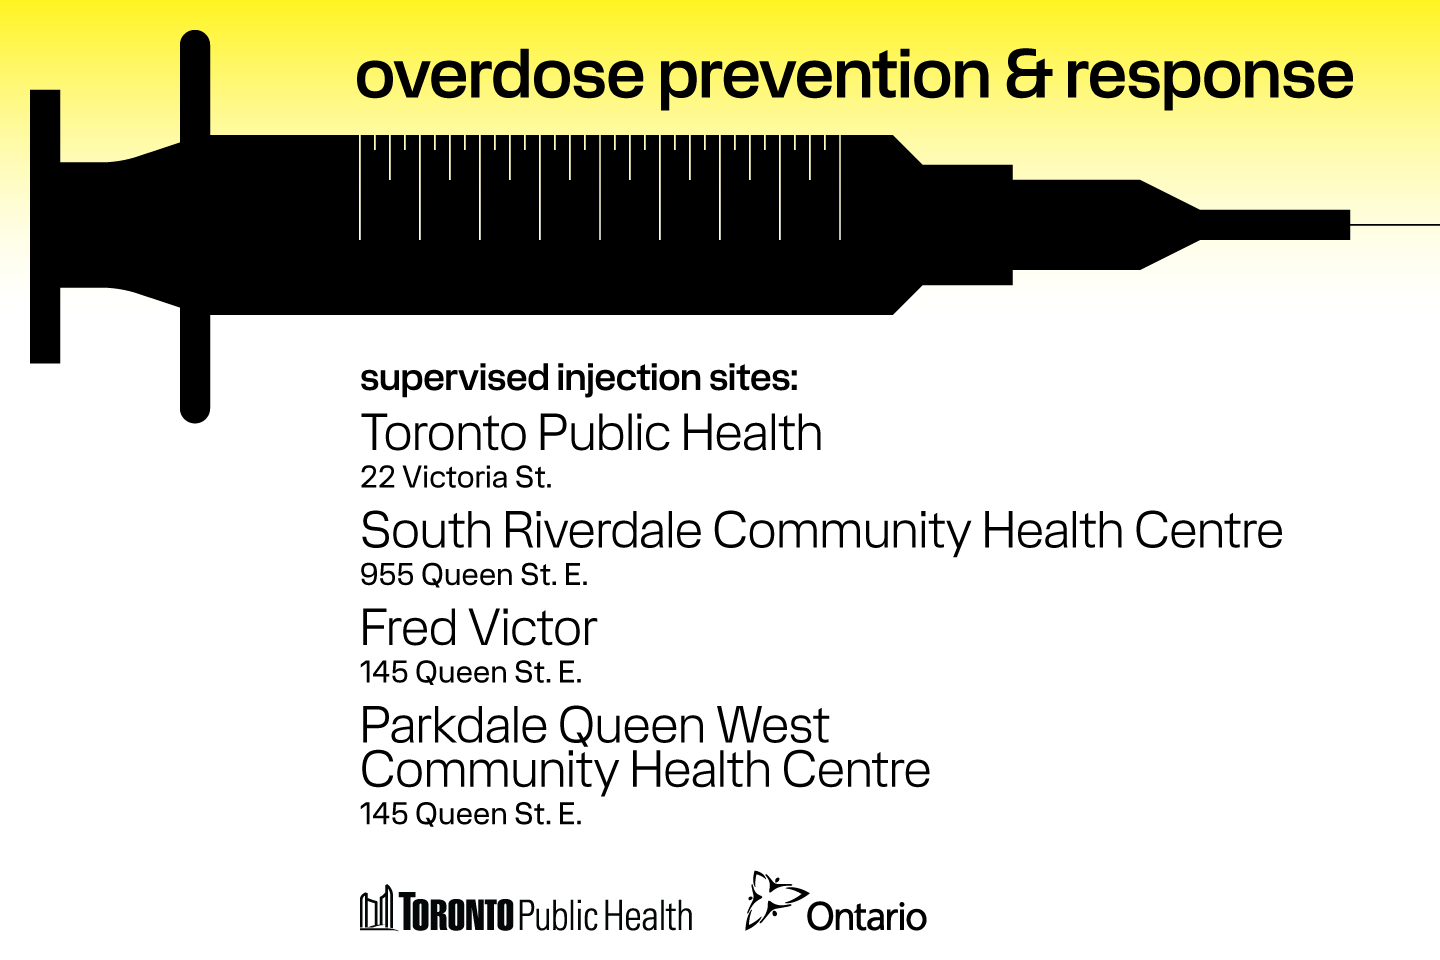 overdose prevention & response
supervised injection sites:
Toronto Public Health
22 Victoria St.
South Riverdale Community Health Centre
955 Queen St. E.
Fred Victor
145 Queen St. E.
Parkdale Queen West
Community Health Centre
145 Queen St. E.
TORONTO Public Health
Ontario